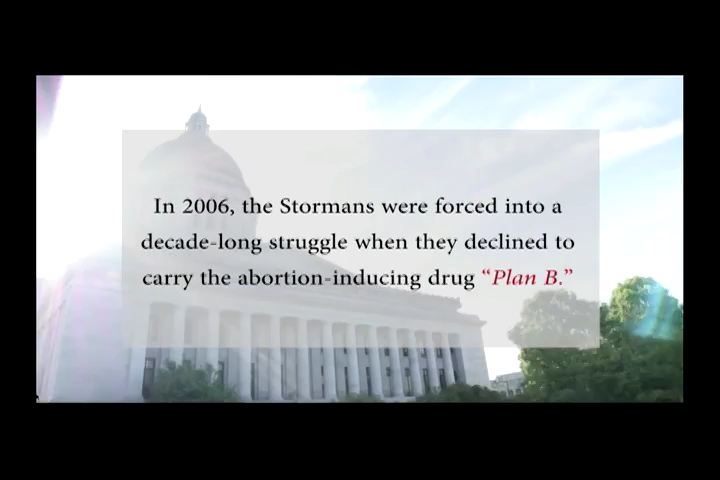 In 2006, the Stormans were forced into a
decade-long struggle when they declined to
carry the abortion-inducing drug “Plan B.”